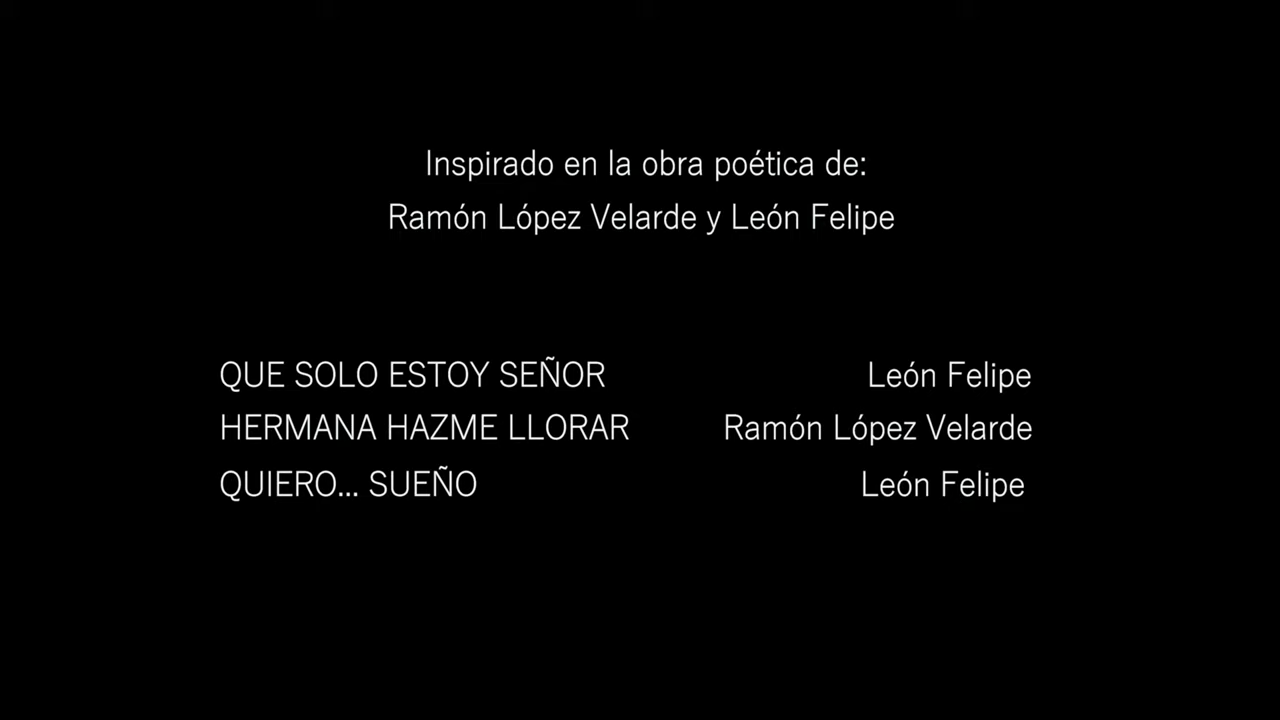 Inspirado en la obra poética de:
Ramón López Velarde y León Felipe
QUE SOLO ESTOY SEÑOR León Felipe
HERMANA HAZME LLORAR Ramón López Velarde
QUIERO... SUEÑO León Felipe